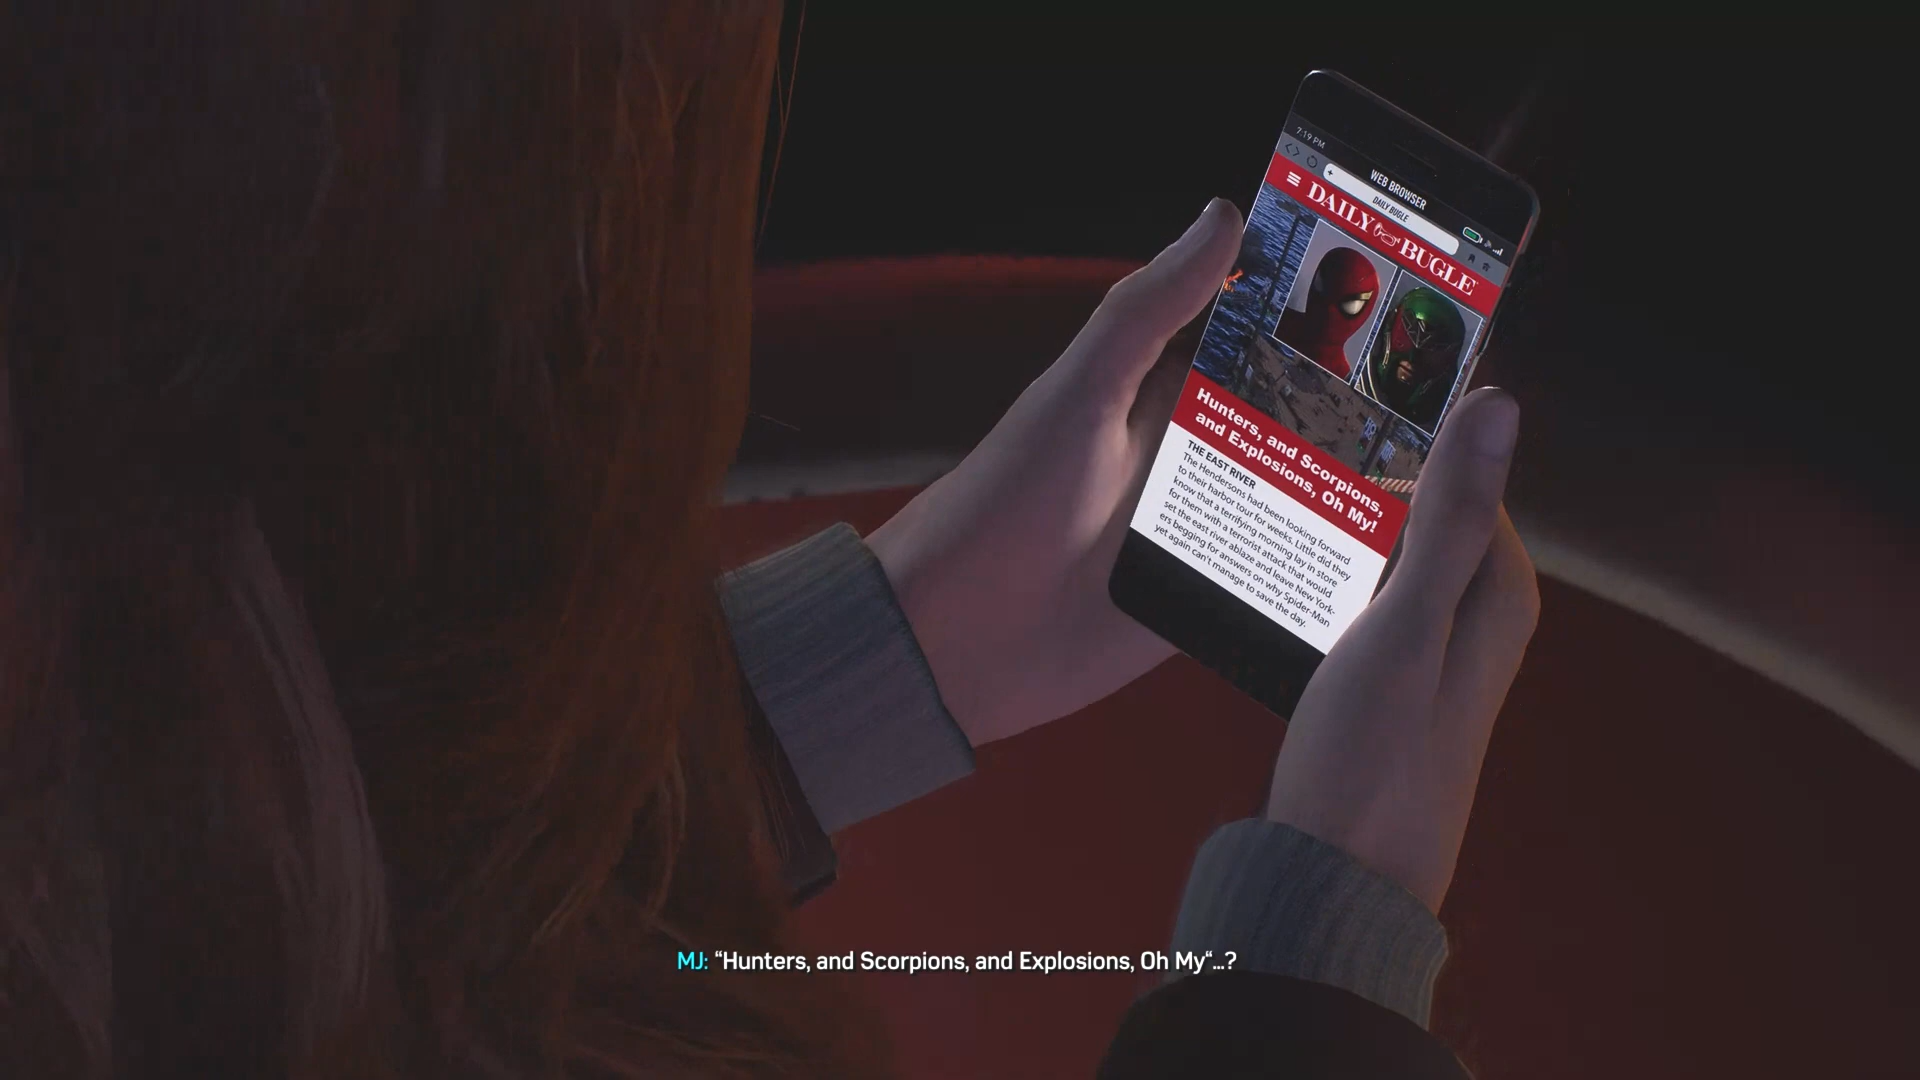 7:19 PM
WEB BROWSER
DAILY BUGLE
DAILY BUGLE
Hunters, and Scorpions,
and Explosions, Oh My!
THE EAST RIVER
The Hendersons had been looking forward
to their harbor tour for weeks. Little did they
know that a terrifying morning lay in store
for them with a terrorist attack that would
set the east river ablaze and leave New York-
ers begging for answers on why Spider-Man
yet again can't manage to save the day.
MJ: “Hunters, and Scorpions, and Explosions, Oh My“...?